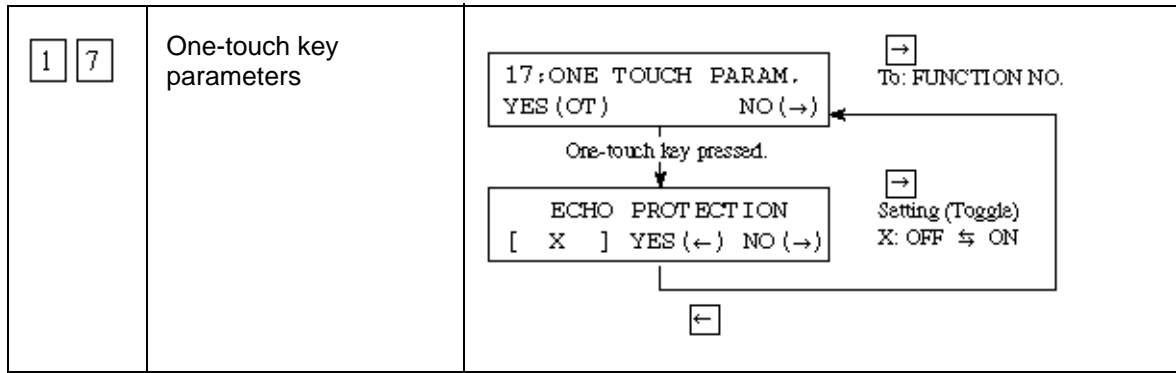 1 7
One-touch key
parameters
17:ONE TOUCH PARAM.
YES(OT) NO(→)
→
To: FUNCTION NO.
One-touch key pressed.
ECHO PROTECTION
[ X ] YES(←) NO(→)
→
Setting (Toggle)
X: OFF ⇆ ON
←